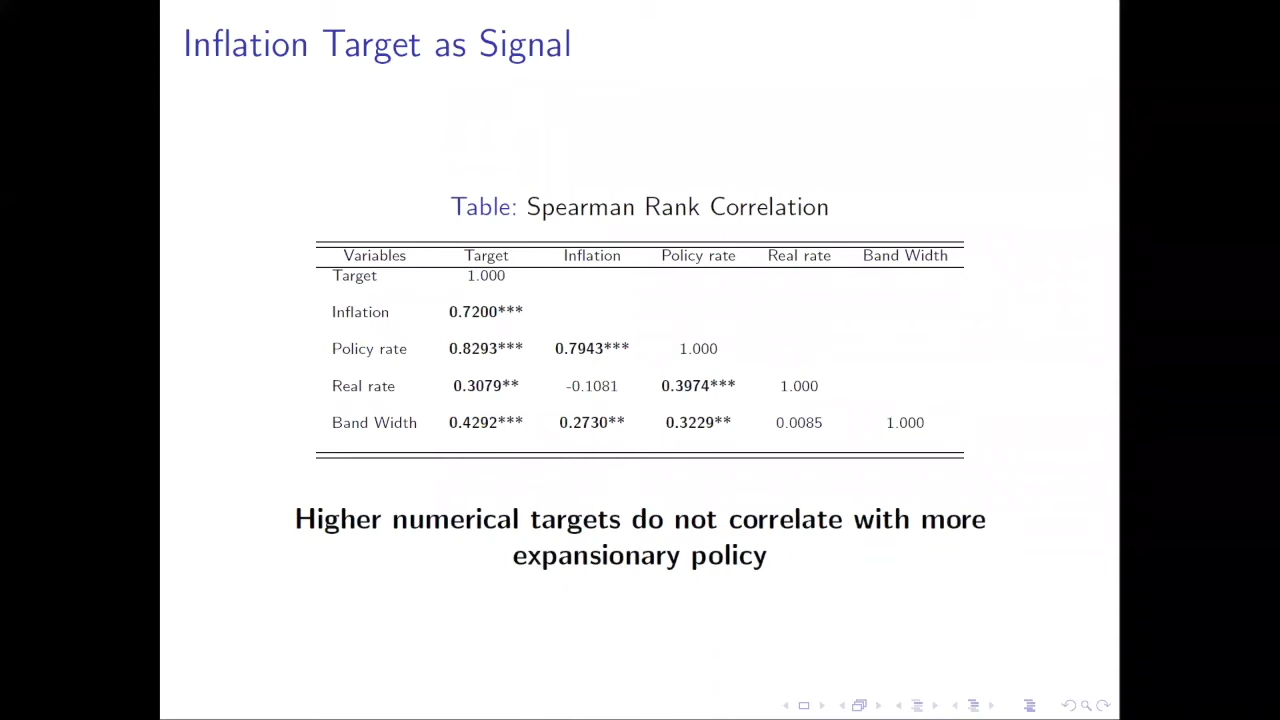 Inflation Target as Signal
Table: Spearman Rank Correlation
Variables Target Inflation Policy rate Real rate Band Width
Target 1.000
Inflation 0.7200***
Policy rate 0.8293*** 0.7943*** 1.000
Real rate 0.3079** -0.1081 0.3974*** 1.000
Band Width 0.4292*** 0.2730** 0.3229** 0.0085 1.000
Higher numerical targets do not correlate with more
expansionary policy